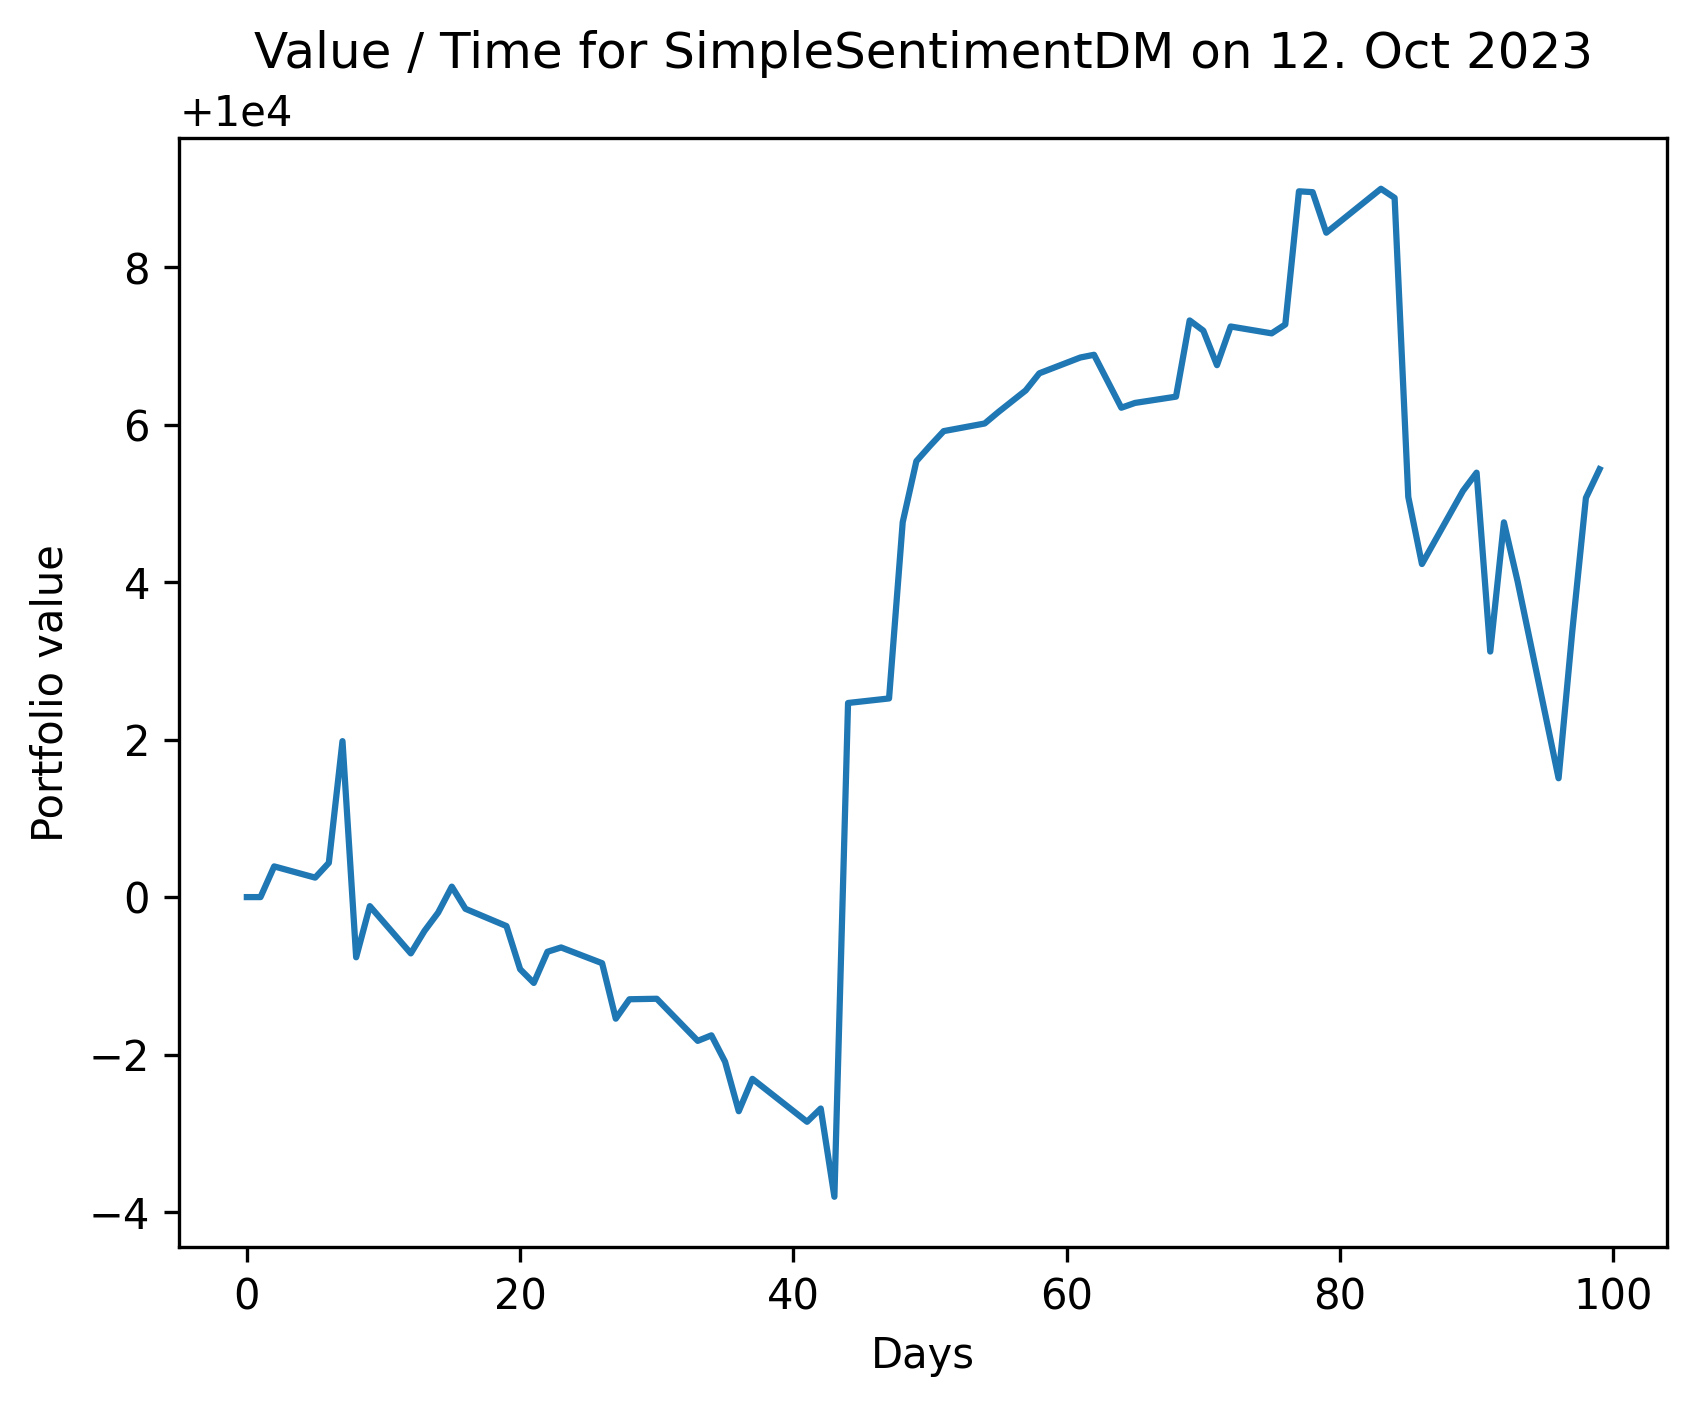 Value / Time for SimpleSentimentDM on 12. Oct 2023
+1e4
8
6
4
2
0
−2
−4
Portfolio value
0 20 40 60 80 100
Days